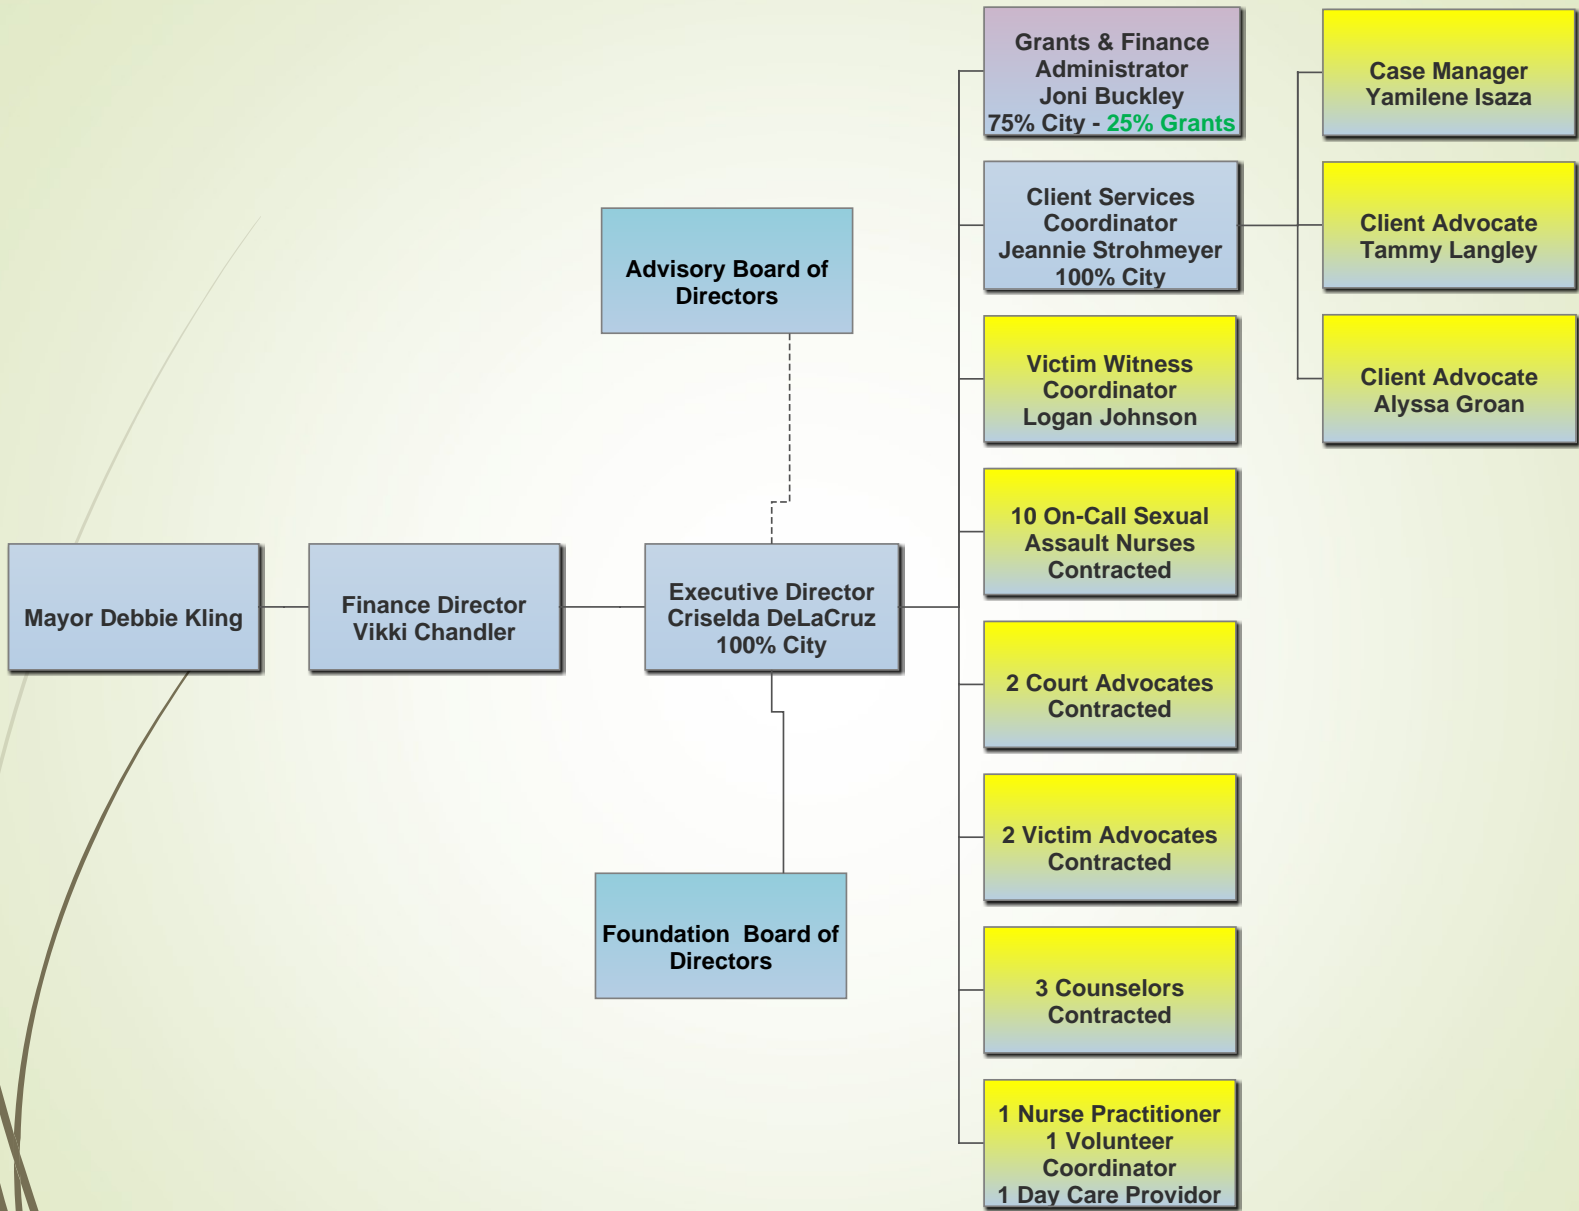 Mayor Debbie Kling
Finance Director
Vikki Chandler
Advisory Board of
Directors
Executive Director
Criselda DeLaCruz
100% City
Foundation  Board of
Directors
Grants & Finance
Administrator
Joni Buckley
75% City - 25% Grants
Client Services
Coordinator
Jeannie Strohmeyer
100% City
Victim Witness
Coordinator
Logan Johnson
10 On-Call Sexual
Assault Nurses
Contracted
2 Court Advocates
Contracted
2 Victim Advocates
Contracted
3 Counselors
Contracted
1 Nurse Practitioner
1 Volunteer
Coordinator
1 Day Care Providor
Case Manager
Yamilene Isaza
Client Advocate
Tammy Langley
Client Advocate
Alyssa Groan